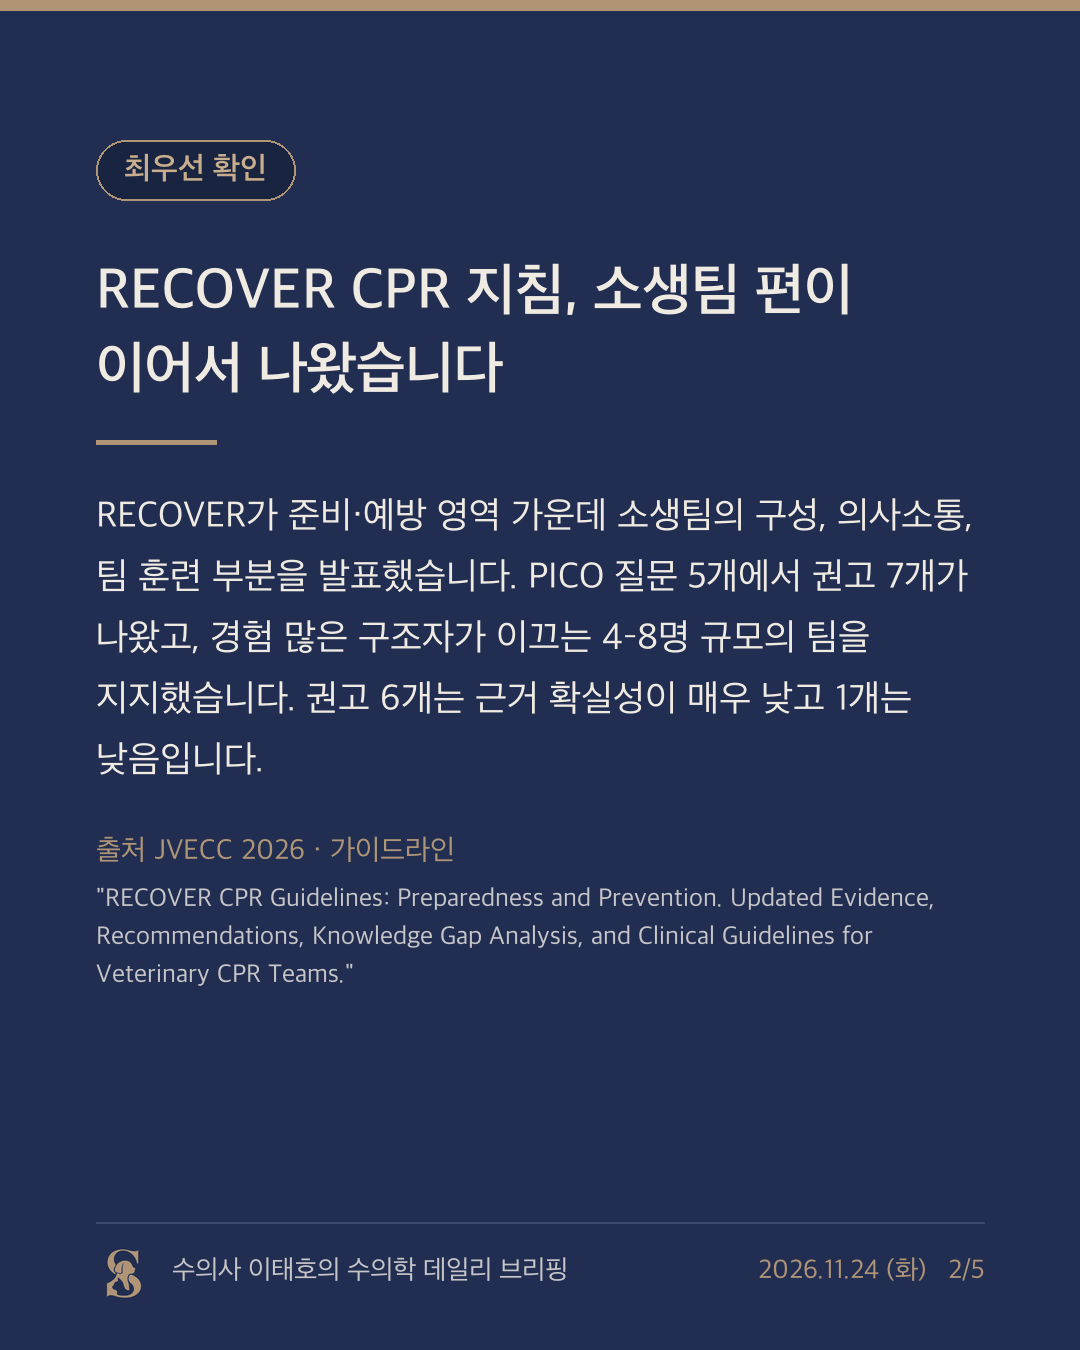 최우선 확인
RECOVER CPR 지침, 소생팀 편이
이어서 나왔습니다
RECOVER가 준비·예방 영역 가운데 소생팀의 구성, 의사소통,
팀 훈련 부분을 발표했습니다. PICO 질문 5개에서 권고 7개가
나왔고, 경험 많은 구조자가 이끄는 4-8명 규모의 팀을
지지했습니다. 권고 6개는 근거 확실성이 매우 낮고 1개는
낮음입니다.
출처 JVECC 2026 · 가이드라인
"RECOVER CPR Guidelines: Preparedness and Prevention. Updated Evidence,
Recommendations, Knowledge Gap Analysis, and Clinical Guidelines for
Veterinary CPR Teams."
수의사 이태호의 수의학 데일리 브리핑
2026.11.24 (화) 2/5